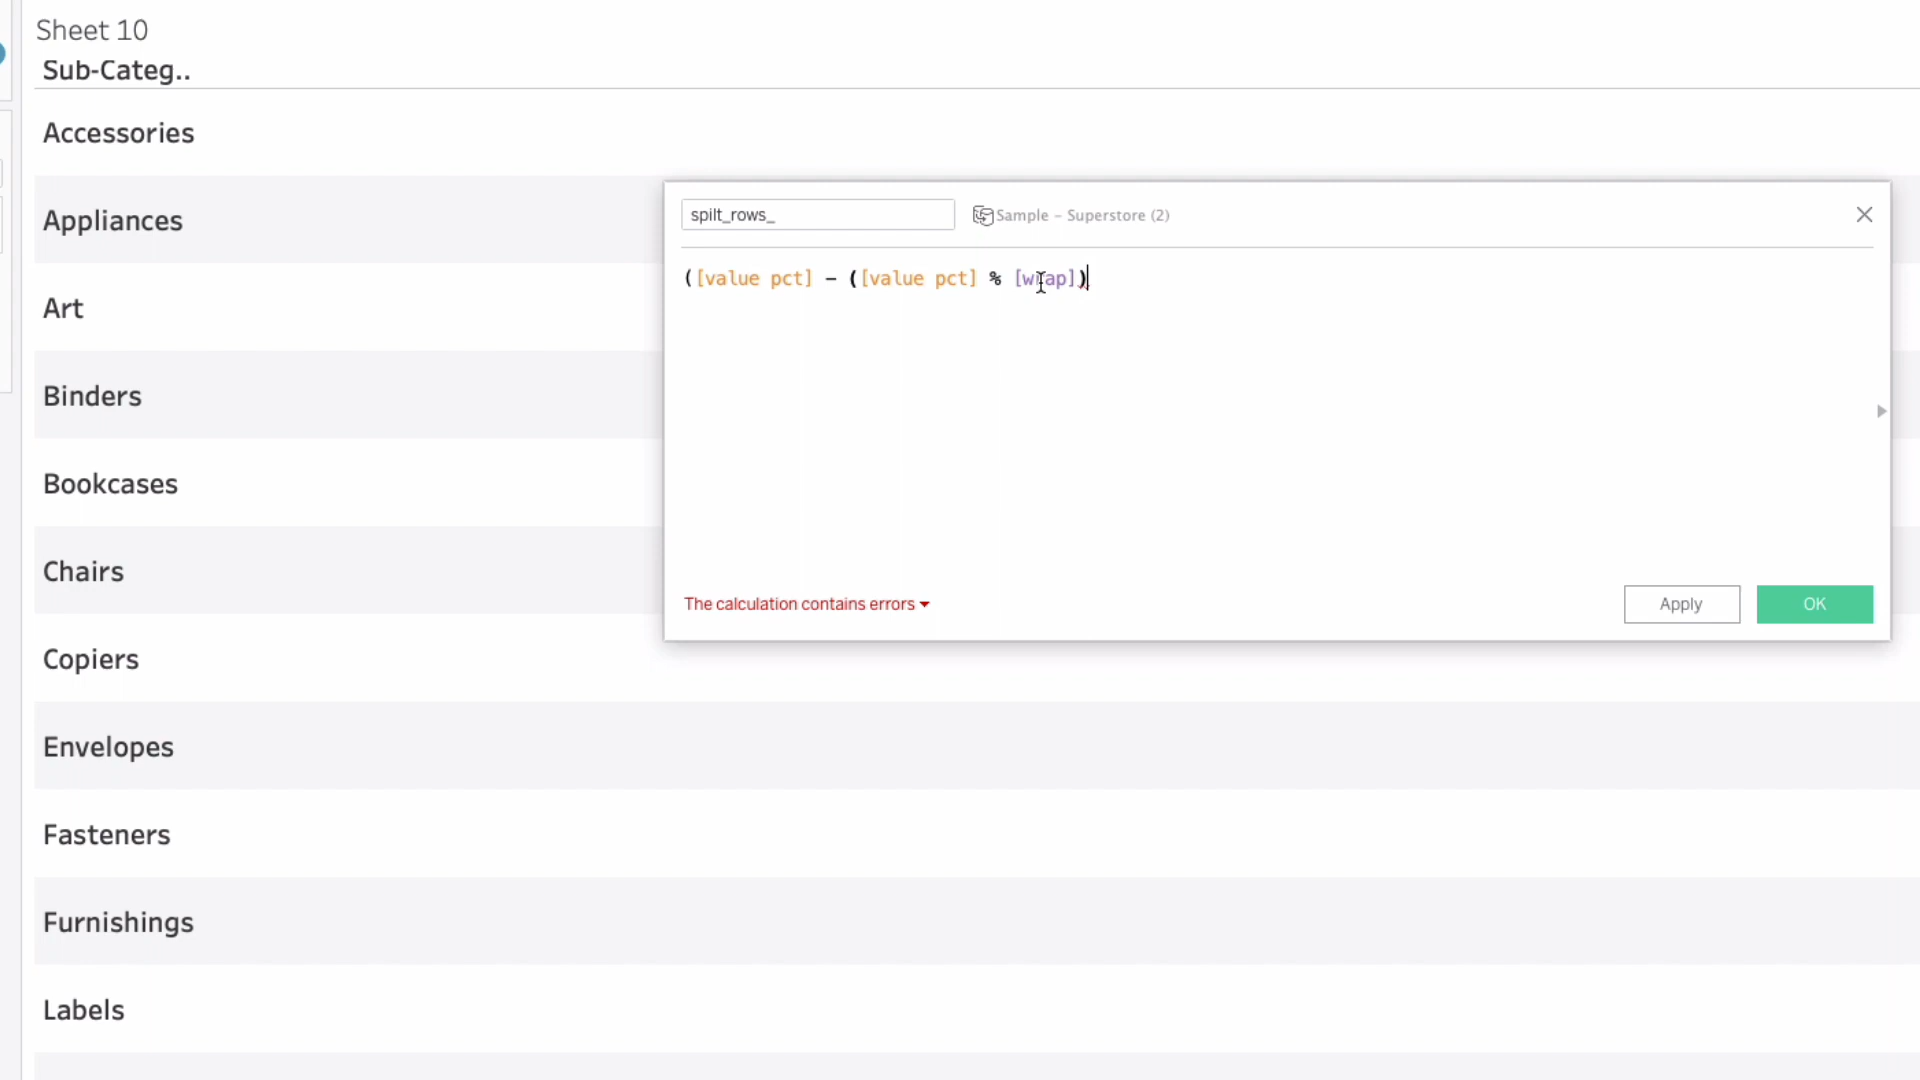 Sheet 10
Sub-Categ..
Accessories
Appliances
Art
Binders
Bookcases
Chairs
Copiers
Envelopes
Fasteners
Furnishings
Labels
spilt_rows_
Sample - Superstore (2)
([value pct] - ([value pct] % [wrap])
The calculation contains errors
Apply
OK